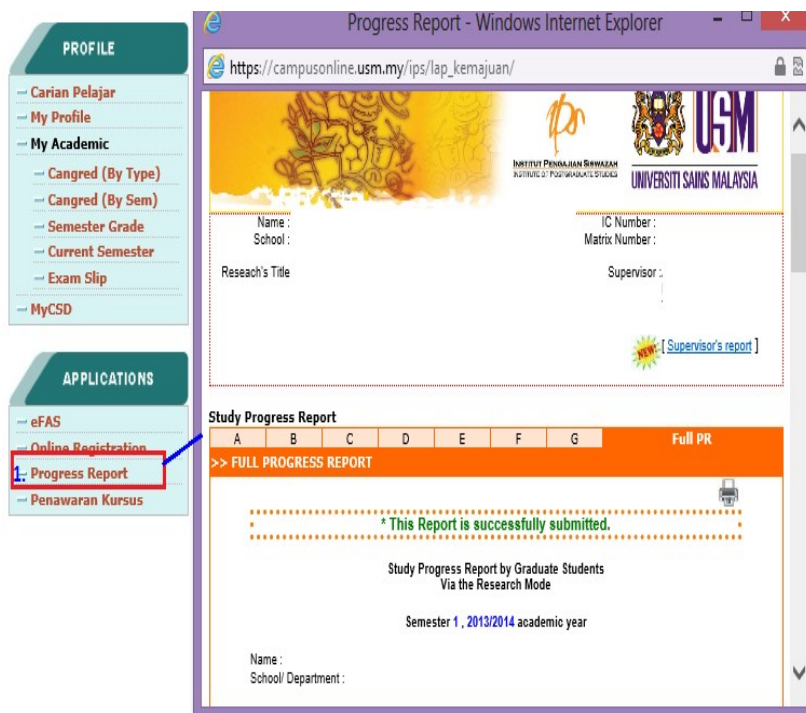 PROFILE
Carian Pelajar
My Profile
My Academic
Cangred (By Type)
Cangred (By Sem)
Semester Grade
Current Semester
Exam Slip
MyCSD
APPLICATIONS
eFAS
Online Registration
1. Progress Report
Penawaran Kursus
Progress Report - Windows Internet Explorer
https://campusonline.usm.my/ips/lap_kemajuan/
ips
INSTITUT PENGAJIAN SISWAZAH
INSTITUTE OF POSTGRADUATE STUDIES
USM
UNIVERSITI SAINS MALAYSIA
Name : IC Number :
School : Matrix Number :
Reseach's Title Supervisor :.
NEW! [ Supervisor's report ]
Study Progress Report
A B C D E F G Full PR
>> FULL PROGRESS REPORT
* This Report is successfully submitted.
Study Progress Report by Graduate Students
Via the Research Mode
Semester 1 , 2013/2014 academic year
Name :
School/ Department :